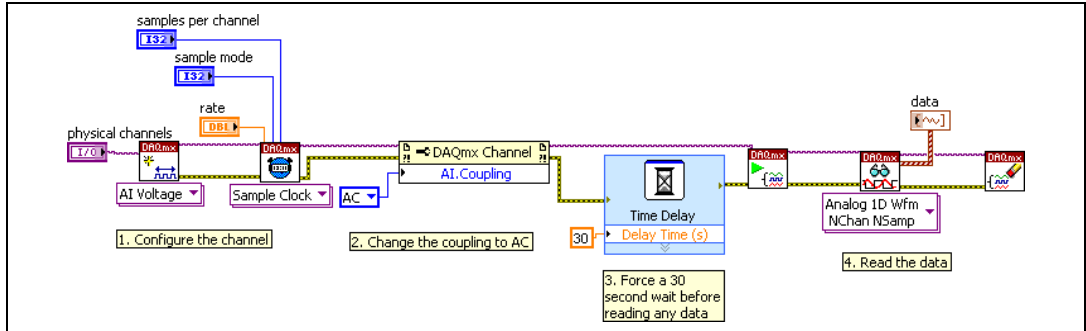 samples per channel
I32
sample mode
I32
rate
DBL
physical channels
I/O
DAQmx
AI Voltage
DAQmx
Sample Clock
DAQmx Channel
AI.Coupling
AC
Time Delay
Delay Time (s)
30
DAQmx
DAQmx
Analog 1D Wfm
NChan NSamp
data
DAQmx
1. Configure the channel
2. Change the coupling to AC
3. Force a 30
second wait before
reading any data
4. Read the data